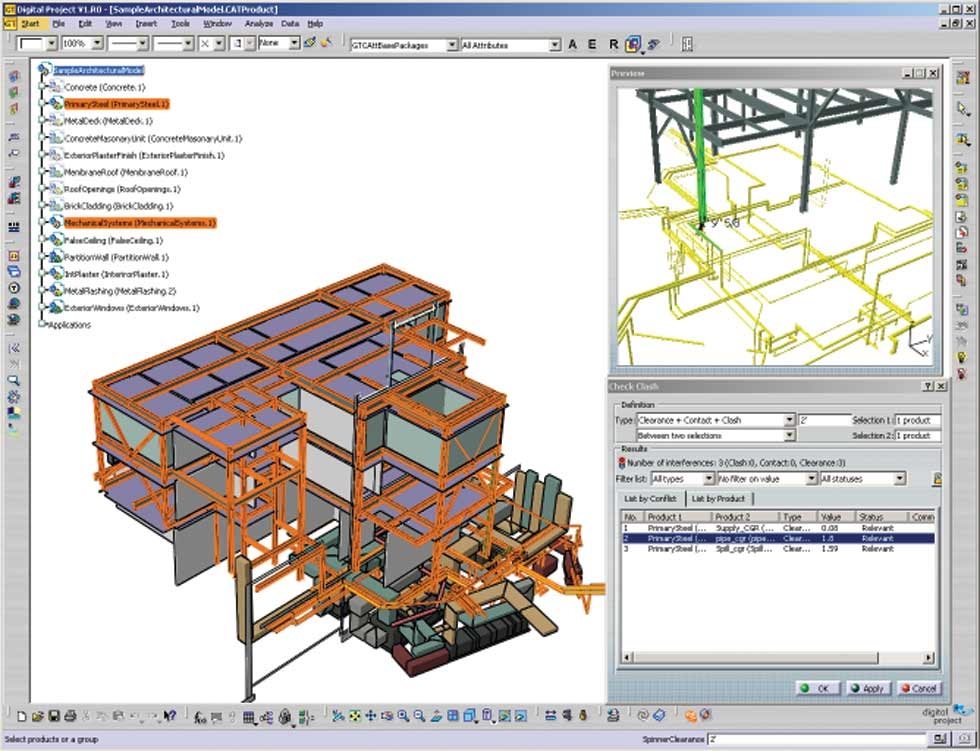 Digital Project V1,R0 - [SampleArchitecturalModel.CATProduct]
Start File Edit View Insert Tools Window Analyze Data Help
100% None GTCAttBasePackages All Attributes A E R
SampleArchitecturalModel
Concrete (Concrete.1)
PrimarySteel (PrimarySteel.1)
MetalDeck (MetalDeck.1)
ConcreteMasonaryUnit (ConcreteMasonaryUnit.1)
ExteriorPlasterFinish (ExteriorPlasterFinish.1)
MembraneRoof (MembraneRoof.1)
RoofOpenings (RoofOpenings.1)
BrickCladding (BrickCladding.1)
MechanicalSystems (MechanicalSystems.1)
FalseCeiling (FalseCeiling.1)
PartitionWall (PartitionWall.1)
IntPlaster (InterirorPlaster.1)
MetalFlashing (MetalFlashing.2)
ExteriorWindows (ExteriorWindows.1)
Applications
Preview
Check Clash
Definition
Type: Clearance + Contact + Clash 2' Selection 1: 1 product
Between two selections Selection 2: 1 product
Results
Number of interferences: 3 (Clash:0, Contact:0, Clearance:3)
Filter list: All types No filter on value All statuses
List by Conflict List by Product
No. Product 1 Product 2 Type Value Status Comm
1 PrimarySteel (... Supply_CGR (... Clear... 0.08 Relevant
2 PrimarySteel (... pipe_cgr (pipe... Clear... 1.8 Relevant
3 PrimarySteel (... Spill_cgr (Spill... Clear... 1.59 Relevant
OK Apply Cancel
digital
project
Select products or a group SpinnerClearance 2'